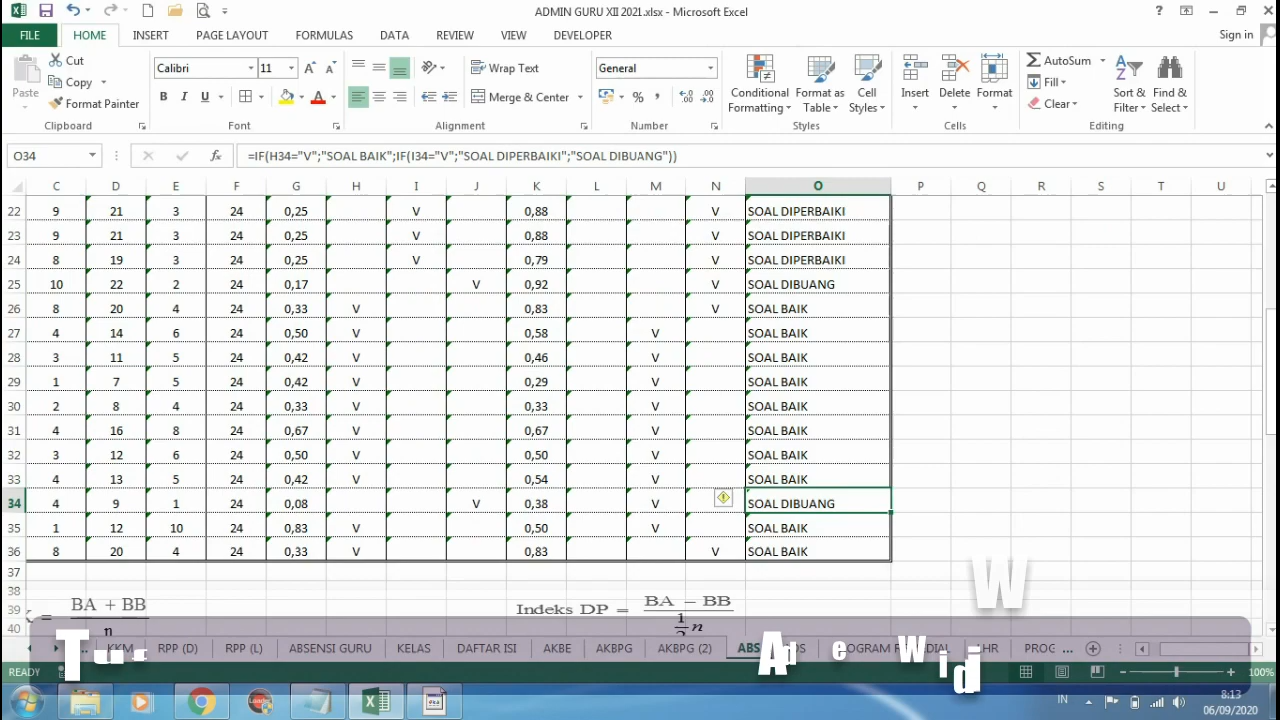 ADMIN GURU XII 2021.xlsx - Microsoft Excel
FILE HOME INSERT PAGE LAYOUT FORMULAS DATA REVIEW VIEW DEVELOPER Sign in
Cut
Copy
Format Painter
Paste
Calibri 11
B I U
Wrap Text
Merge & Center
General
Conditional Formatting
Format as Table
Cell Styles
Insert Delete Format
AutoSum
Fill
Clear
Sort & Filter
Find & Select
Clipboard Font Alignment Number Styles Cells Editing
O34 =IF(H34="V";"SOAL BAIK";IF(I34="V";"SOAL DIPERBAIKI";"SOAL DIBUANG"))
C D E F G H I J K L M N O P Q R S T U
22 9 21 3 24 0,25 V 0,88 V SOAL DIPERBAIKI
23 9 21 3 24 0,25 V 0,88 V SOAL DIPERBAIKI
24 8 19 3 24 0,25 V 0,79 V SOAL DIPERBAIKI
25 10 22 2 24 0,17 V 0,92 V SOAL DIBUANG
26 8 20 4 24 0,33 V 0,83 V SOAL BAIK
27 4 14 6 24 0,50 V 0,58 V SOAL BAIK
28 3 11 5 24 0,42 V 0,46 V SOAL BAIK
29 1 7 5 24 0,42 V 0,29 V SOAL BAIK
30 2 8 4 24 0,33 V 0,33 V SOAL BAIK
31 4 16 8 24 0,67 V 0,67 V SOAL BAIK
32 3 12 6 24 0,50 V 0,50 V SOAL BAIK
33 4 13 5 24 0,42 V 0,54 V SOAL BAIK
34 4 9 1 24 0,08 V 0,38 V SOAL DIBUANG
35 1 12 10 24 0,83 V 0,50 V SOAL BAIK
36 8 20 4 24 0,33 V 0,83 V SOAL BAIK
37
38
39 = BA + BB n Indeks DP = BA − BB ½ n
40
KKM RPP (D) RPP (L) ABSENSI GURU KELAS DAFTAR ISI AKBE AKBPG AKBPG (2) ABS PROGRAM HR PROG ...
READY 100%
IN 8:13
06/09/2020